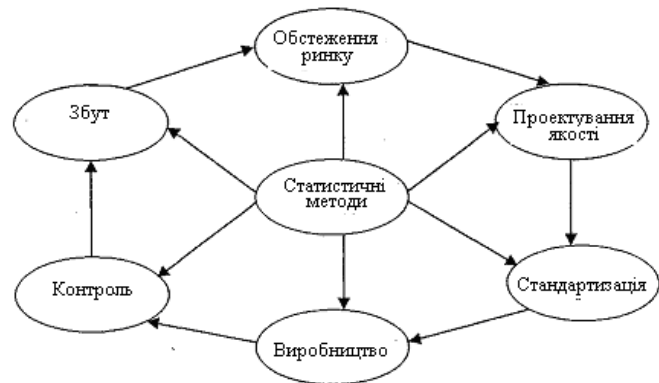 Обстеження
ринку
Збут
Проектування
якості
Статистичні
методи
Контроль
Стандартизація
Виробництво